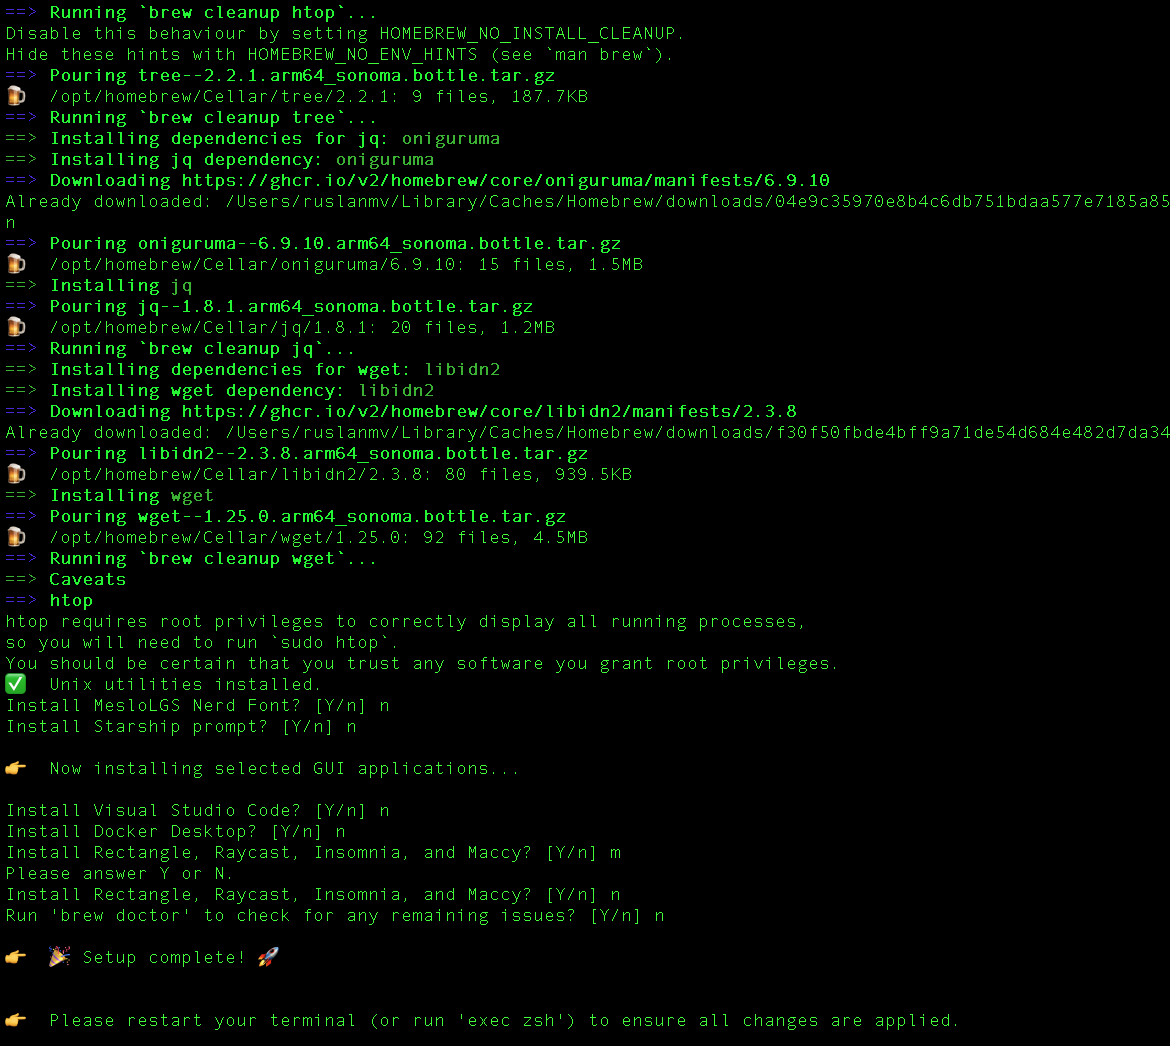 ==> Running `brew cleanup htop`...
Disable this behaviour by setting HOMEBREW_NO_INSTALL_CLEANUP.
Hide these hints with HOMEBREW_NO_ENV_HINTS (see `man brew`).
==> Pouring tree--2.2.1.arm64_sonoma.bottle.tar.gz
🍺 /opt/homebrew/Cellar/tree/2.2.1: 9 files, 187.7KB
==> Running `brew cleanup tree`...
==> Installing dependencies for jq: oniguruma
==> Installing jq dependency: oniguruma
==> Downloading https://ghcr.io/v2/homebrew/core/oniguruma/manifests/6.9.10
Already downloaded: /Users/ruslanmv/Library/Caches/Homebrew/downloads/04e9c35970e8b4c6db751bdaa577e7185a85
n
==> Pouring oniguruma--6.9.10.arm64_sonoma.bottle.tar.gz
🍺 /opt/homebrew/Cellar/oniguruma/6.9.10: 15 files, 1.5MB
==> Installing jq
==> Pouring jq--1.8.1.arm64_sonoma.bottle.tar.gz
🍺 /opt/homebrew/Cellar/jq/1.8.1: 20 files, 1.2MB
==> Running `brew cleanup jq`...
==> Installing dependencies for wget: libidn2
==> Installing wget dependency: libidn2
==> Downloading https://ghcr.io/v2/homebrew/core/libidn2/manifests/2.3.8
Already downloaded: /Users/ruslanmv/Library/Caches/Homebrew/downloads/f30f50fbde4bff9a71de54d684e482d7da34
==> Pouring libidn2--2.3.8.arm64_sonoma.bottle.tar.gz
🍺 /opt/homebrew/Cellar/libidn2/2.3.8: 80 files, 939.5KB
==> Installing wget
==> Pouring wget--1.25.0.arm64_sonoma.bottle.tar.gz
🍺 /opt/homebrew/Cellar/wget/1.25.0: 92 files, 4.5MB
==> Running `brew cleanup wget`...
==> Caveats
==> htop
htop requires root privileges to correctly display all running processes,
so you will need to run `sudo htop`.
You should be certain that you trust any software you grant root privileges.
✅ Unix utilities installed.
Install MesloLGS Nerd Font? [Y/n] n
Install Starship prompt? [Y/n] n
👉 Now installing selected GUI applications...
Install Visual Studio Code? [Y/n] n
Install Docker Desktop? [Y/n] n
Install Rectangle, Raycast, Insomnia, and Maccy? [Y/n] m
Please answer Y or N.
Install Rectangle, Raycast, Insomnia, and Maccy? [Y/n] n
Run 'brew doctor' to check for any remaining issues? [Y/n] n
👉 🎉 Setup complete! 🚀
👉 Please restart your terminal (or run 'exec zsh') to ensure all changes are applied.